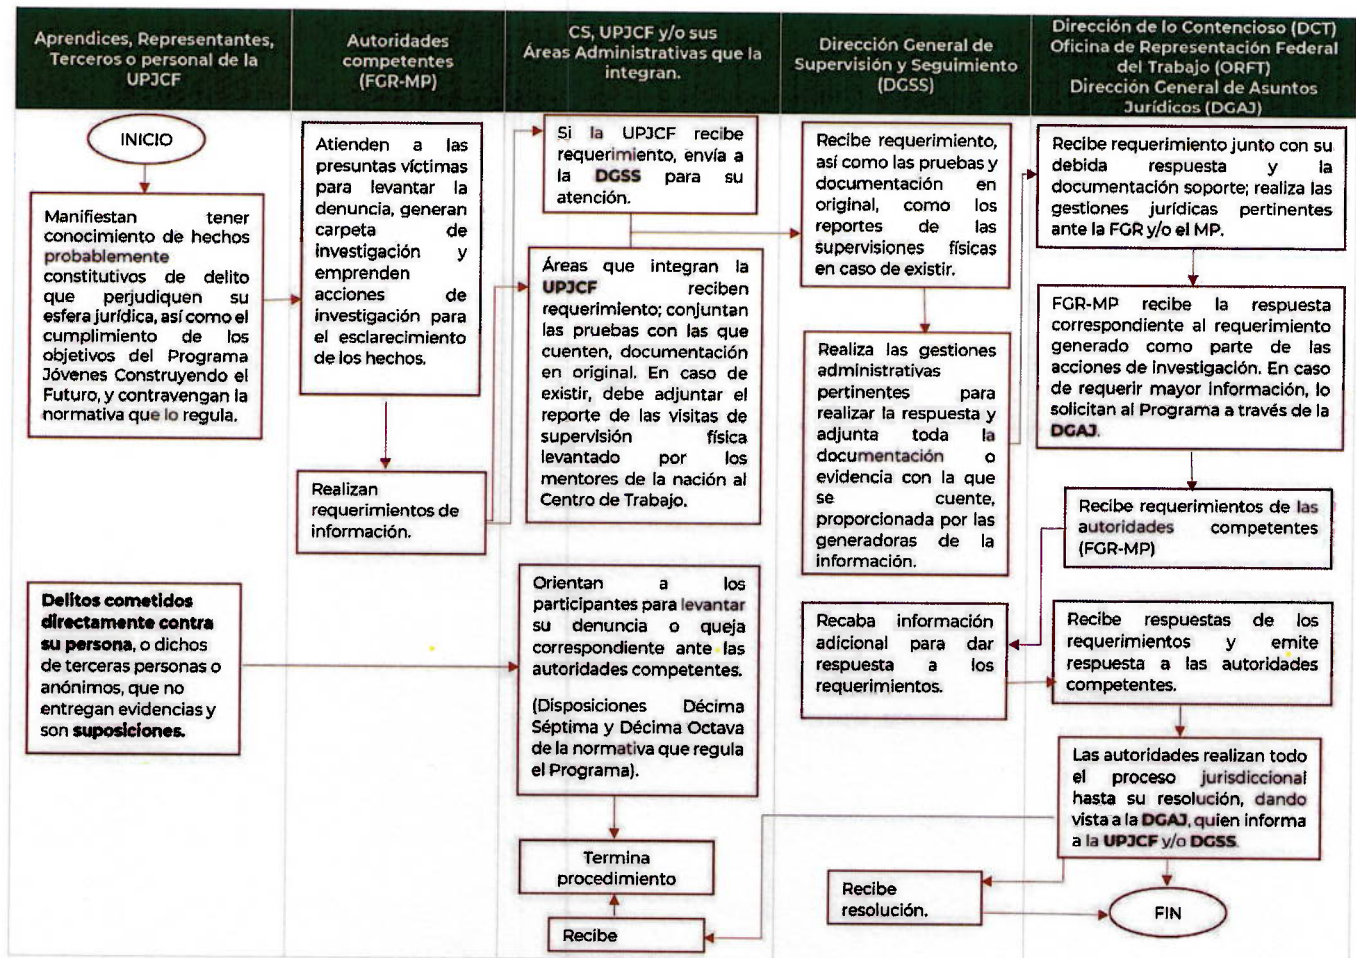 Aprendices, Representantes,
Terceros o personal de la
UPJCF
Autoridades
competentes
(FGR-MP)
CS, UPJCF y/o sus
Áreas Administrativas que la
integran.
Dirección General de
Supervisión y Seguimiento
(DGSS)
Dirección de lo Contencioso (DCT)
Oficina de Representación Federal
del Trabajo (ORFT)
Dirección General de Asuntos
Jurídicos (DGAJ)
INICIO
Manifiestan tener
conocimiento de hechos
probablemente
constitutivos de delito
que perjudiquen su
esfera jurídica, así como el
cumplimiento de los
objetivos del Programa
Jóvenes Construyendo el
Futuro, y contravengan la
normativa que lo regula.
Delitos cometidos
directamente contra
su persona, o dichos
de terceras personas o
anónimos, que no
entregan evidencias y
son suposiciones.
Atienden a las
presuntas víctimas
para levantar la
denuncia, generan
carpeta de
investigación y
emprenden
acciones de
investigación para
el esclarecimiento
de los hechos.
Realizan
requerimientos de
información.
Si la UPJCF recibe
requerimiento, envía a
la DGSS para su
atención.
Áreas que integran la
UPJCF reciben
requerimiento; conjuntan
las pruebas con las que
cuenten, documentación
en original. En caso de
existir, debe adjuntar el
reporte de las visitas de
supervisión física
levantado por los
mentores de la nación al
Centro de Trabajo.
Orientan a los
participantes para levantar
su denuncia o queja
correspondiente ante las
autoridades competentes.
(Disposiciones Décima
Séptima y Décima Octava
de la normativa que regula
el Programa).
Termina
procedimiento
Recibe
Recibe requerimiento,
así como las pruebas y
documentación en
original, como los
reportes de las
supervisiones físicas
en caso de existir.
Realiza las gestiones
administrativas
pertinentes para
realizar la respuesta y
adjunta toda la
documentación o
evidencia con la que
se cuente,
proporcionada por las
generadoras de la
información.
Recaba información
adicional para dar
respuesta a los
requerimientos.
Recibe
resolución.
Recibe requerimiento junto con su
debida respuesta y la
documentación soporte; realiza las
gestiones jurídicas pertinentes
ante la FGR y/o el MP.
FGR-MP recibe la respuesta
correspondiente al requerimiento
generado como parte de las
acciones de investigación. En caso
de requerir mayor información, lo
solicitan al Programa a través de la
DGAJ.
Recibe requerimientos de las
autoridades competentes
(FGR-MP)
Recibe respuestas de los
requerimientos y emite
respuesta a las autoridades
competentes.
Las autoridades realizan todo
el proceso jurisdiccional
hasta su resolución, dando
vista a la DGAJ, quien informa
a la UPJCF y/o DGSS.
FIN